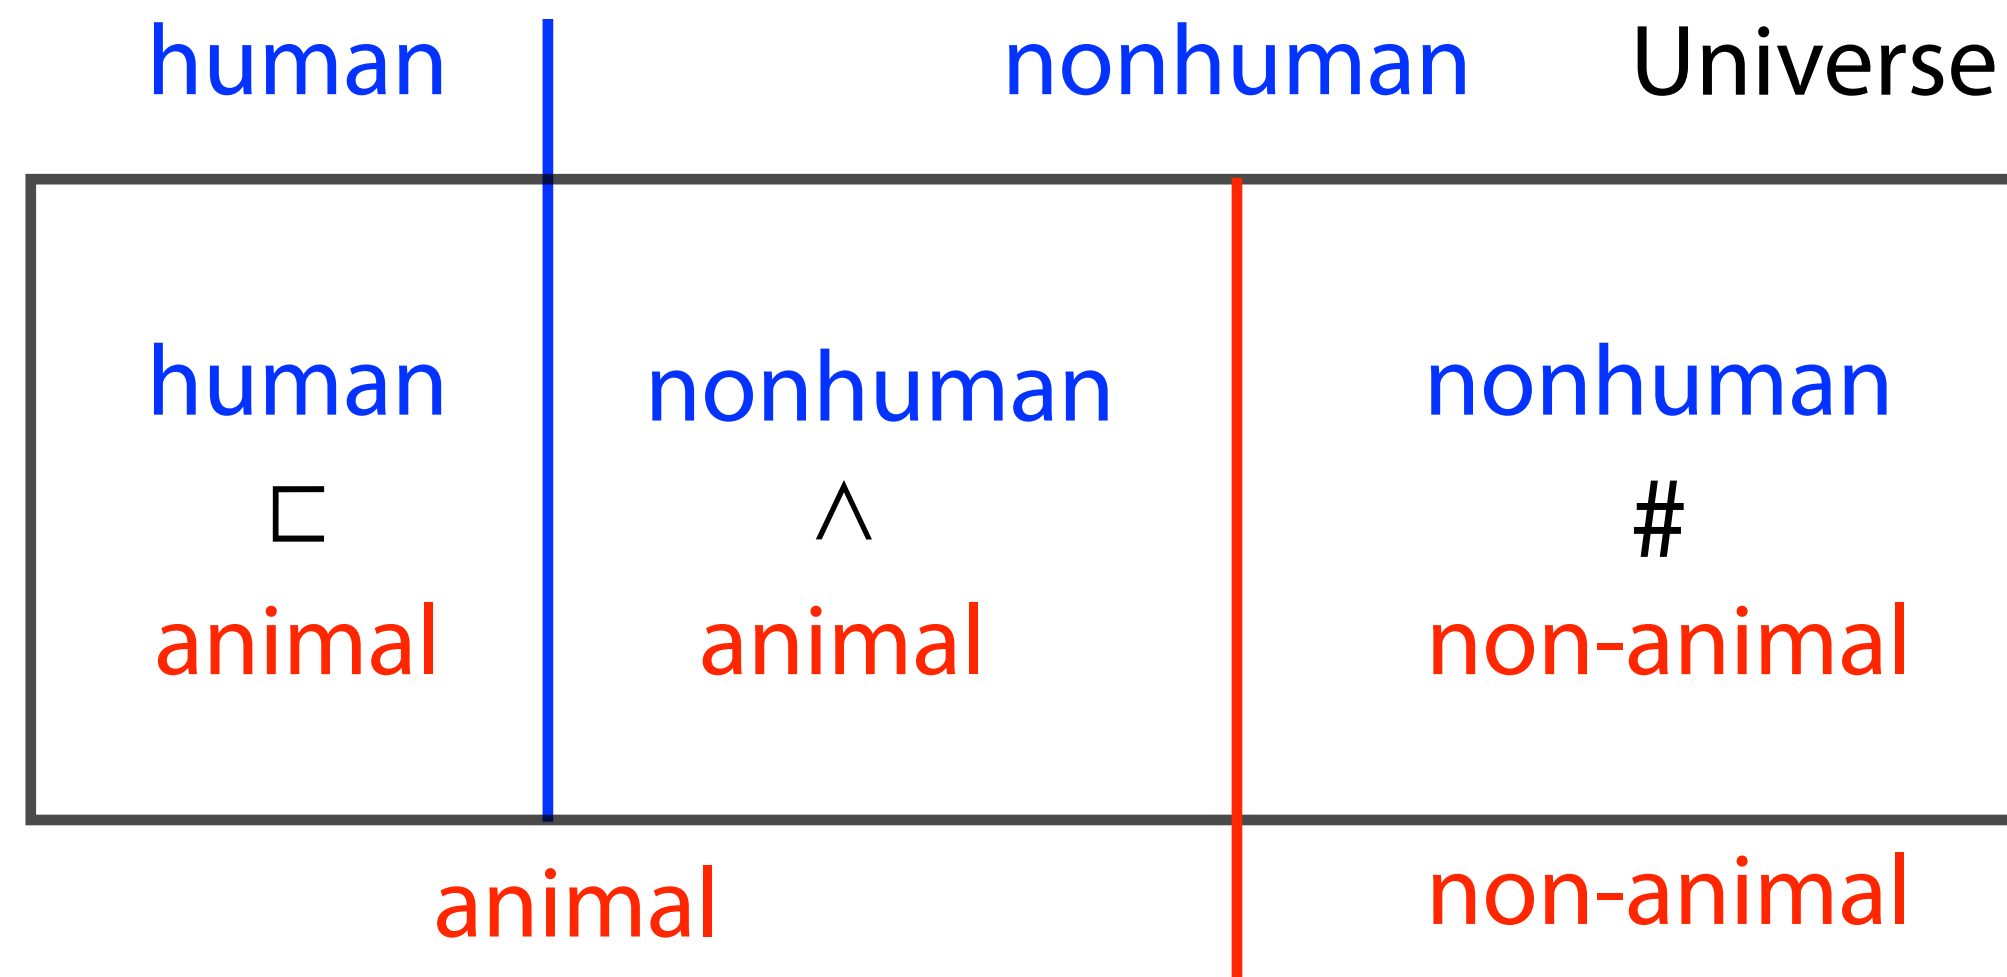 human nonhuman Universe
human nonhuman nonhuman
⊏ ^ #
animal animal non-animal
animal non-animal